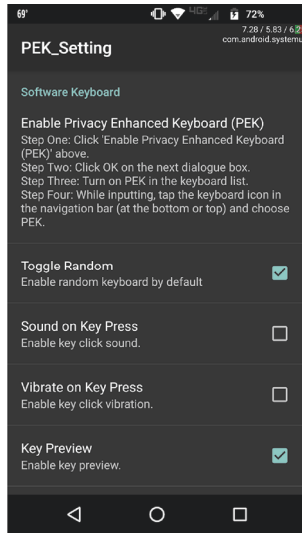 69°
4G
72%
7.28 / 5.83 / 6.2
com.android.systemu
PEK_Setting
Software Keyboard
Enable Privacy Enhanced Keyboard (PEK)
Step One: Click 'Enable Privacy Enhanced Keyboard
(PEK)' above.
Step Two: Click OK on the next dialogue box.
Step Three: Turn on PEK in the keyboard list.
Step Four: While inputting, tap the keyboard icon in
the navigation bar (at the bottom or top) and choose
PEK.
Toggle Random
Enable random keyboard by default
Sound on Key Press
Enable key click sound.
Vibrate on Key Press
Enable key click vibration.
Key Preview
Enable key preview.